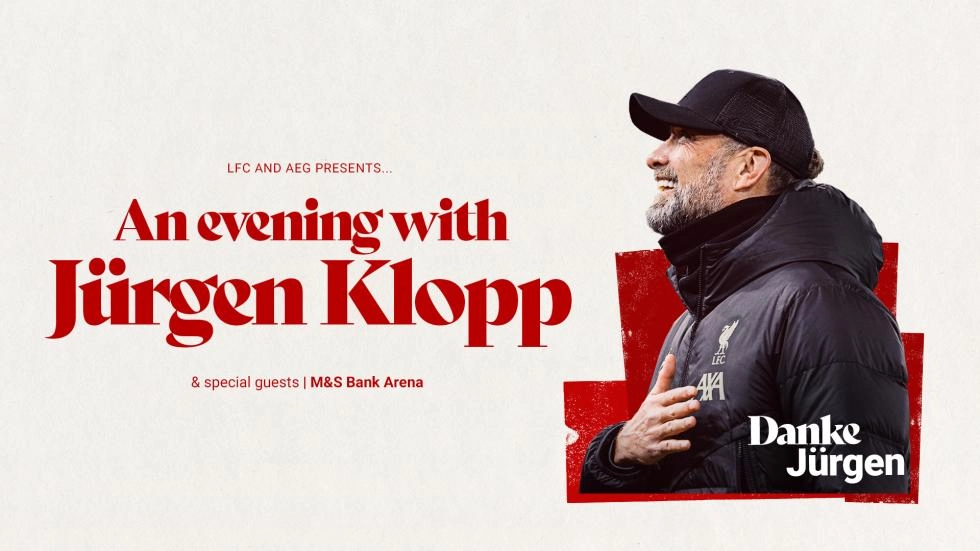 LFC AND AEG PRESENTS...
An evening with
Jürgen Klopp
& special guests | M&S Bank Arena
LFC
AXA
Danke
Jürgen